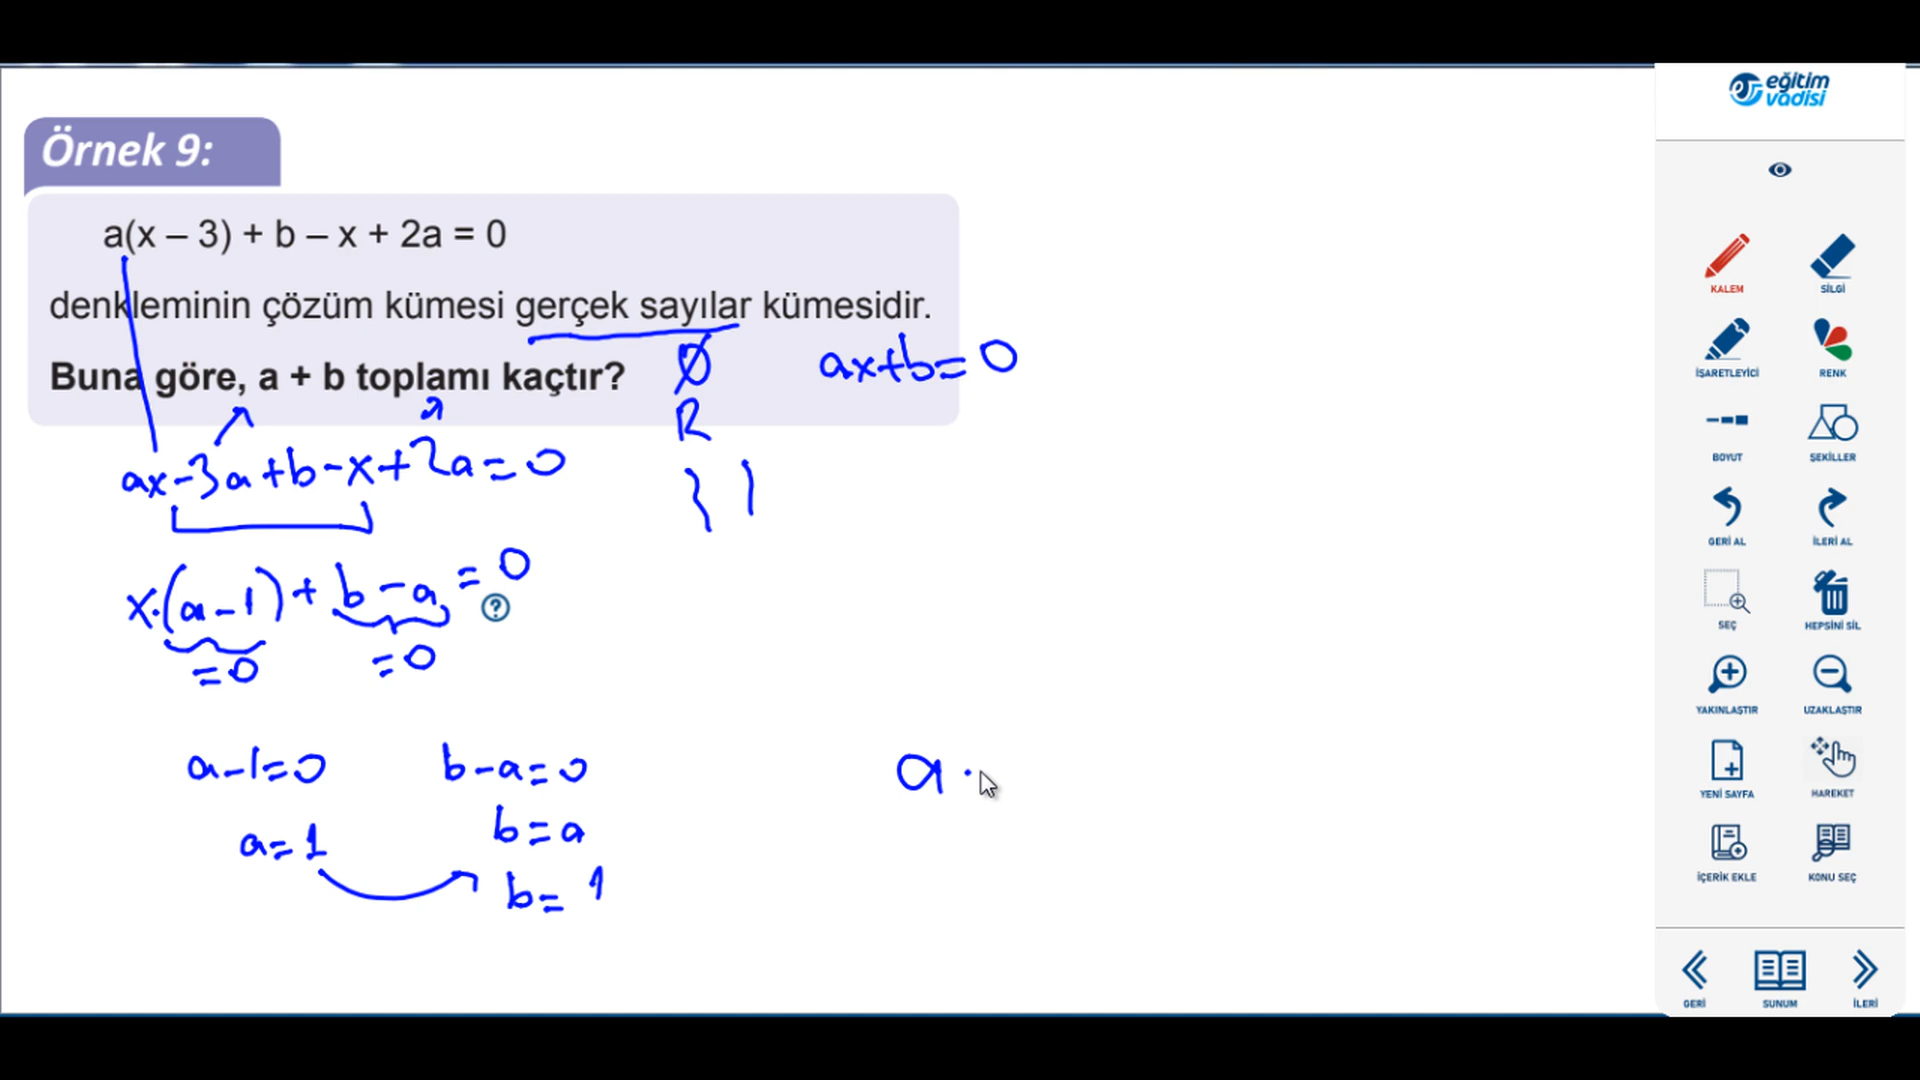 eğitim
vadisi
Örnek 9:
a(x – 3) + b – x + 2a = 0
denkleminin çözüm kümesi gerçek sayılar kümesidir.
Buna göre, a + b toplamı kaçtır?
∅
ax+b=0
R
ax-3a+b-x+2a=0
x.(a-1)+b-a=0
=0 =0
a-1=0 b-a=0
a .
b=a
a=1
b=1
KALEM SİLGİ
İŞARETLEYİCİ RENK
BOYUT ŞEKİLLER
GERİ AL İLERİ AL
SEÇ HEPSİNİ SİL
YAKINLAŞTIR UZAKLAŞTIR
YENİ SAYFA HAREKET
İÇERİK EKLE KONU SEÇ
GERİ SUNUM İLERİ